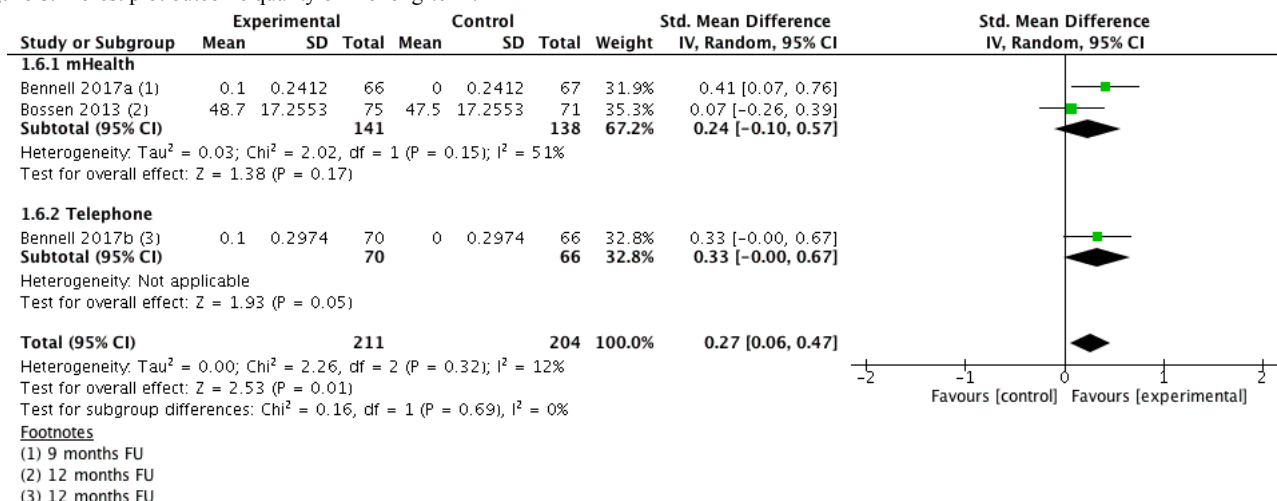 Experimental Control Std. Mean Difference Std. Mean Difference
Study or Subgroup Mean SD Total Mean SD Total Weight IV, Random, 95% CI IV, Random, 95% CI
1.6.1 mHealth
Bennell 2017a (1) 0.1 0.2412 66 0 0.2412 67 31.9% 0.41 [0.07, 0.76]
Bossen 2013 (2) 48.7 17.2553 75 47.5 17.2553 71 35.3% 0.07 [-0.26, 0.39]
Subtotal (95% CI) 141 138 67.2% 0.24 [-0.10, 0.57]
Heterogeneity: Tau² = 0.03; Chi² = 2.02, df = 1 (P = 0.15); I² = 51%
Test for overall effect: Z = 1.38 (P = 0.17)
1.6.2 Telephone
Bennell 2017b (3) 0.1 0.2974 70 0 0.2974 66 32.8% 0.33 [-0.00, 0.67]
Subtotal (95% CI) 70 66 32.8% 0.33 [-0.00, 0.67]
Heterogeneity: Not applicable
Test for overall effect: Z = 1.93 (P = 0.05)
Total (95% CI) 211 204 100.0% 0.27 [0.06, 0.47]
Heterogeneity: Tau² = 0.00; Chi² = 2.26, df = 2 (P = 0.32); I² = 12%
Test for overall effect: Z = 2.53 (P = 0.01)
Test for subgroup differences: Chi² = 0.16, df = 1 (P = 0.69), I² = 0%
-2 -1 0 1 2
Favours [control] Favours [experimental]
Footnotes
(1) 9 months FU
(2) 12 months FU
(3) 12 months FU